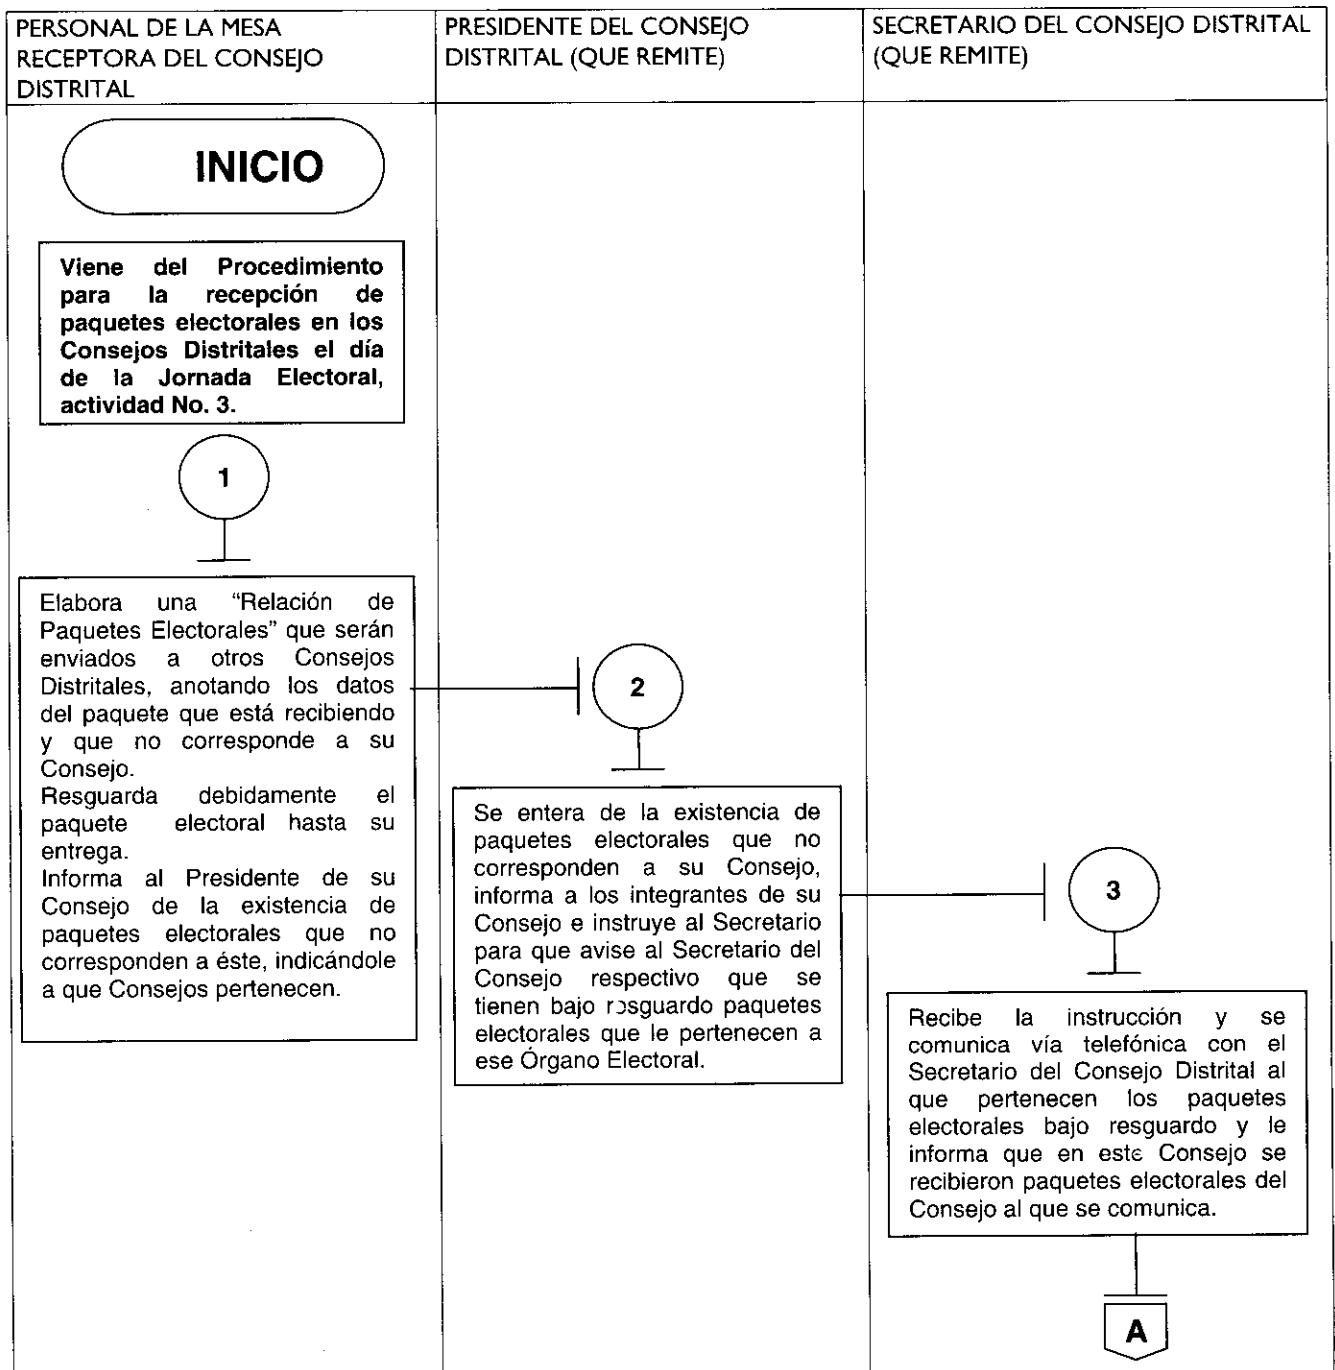 PERSONAL DE LA MESA
RECEPTORA DEL CONSEJO
DISTRITAL
PRESIDENTE DEL CONSEJO
DISTRITAL (QUE REMITE)
SECRETARIO DEL CONSEJO DISTRITAL
(QUE REMITE)
INICIO
Viene del Procedimiento
para la recepción de
paquetes electorales en los
Consejos Distritales el día
de la Jornada Electoral,
actividad No. 3.
1
Elabora una “Relación de
Paquetes Electorales” que serán
enviados a otros Consejos
Distritales, anotando los datos
del paquete que está recibiendo
y que no corresponde a su
Consejo.
Resguarda debidamente el
paquete electoral hasta su
entrega.
Informa al Presidente de su
Consejo de la existencia de
paquetes electorales que no
corresponden a éste, indicándole
a que Consejos pertenecen.
2
Se entera de la existencia de
paquetes electorales que no
corresponden a su Consejo,
informa a los integrantes de su
Consejo e instruye al Secretario
para que avise al Secretario del
Consejo respectivo que se
tienen bajo resguardo paquetes
electorales que le pertenecen a
ese Órgano Electoral.
3
Recibe la instrucción y se
comunica vía telefónica con el
Secretario del Consejo Distrital al
que pertenecen los paquetes
electorales bajo resguardo y le
informa que en este Consejo se
recibieron paquetes electorales del
Consejo al que se comunica.
A